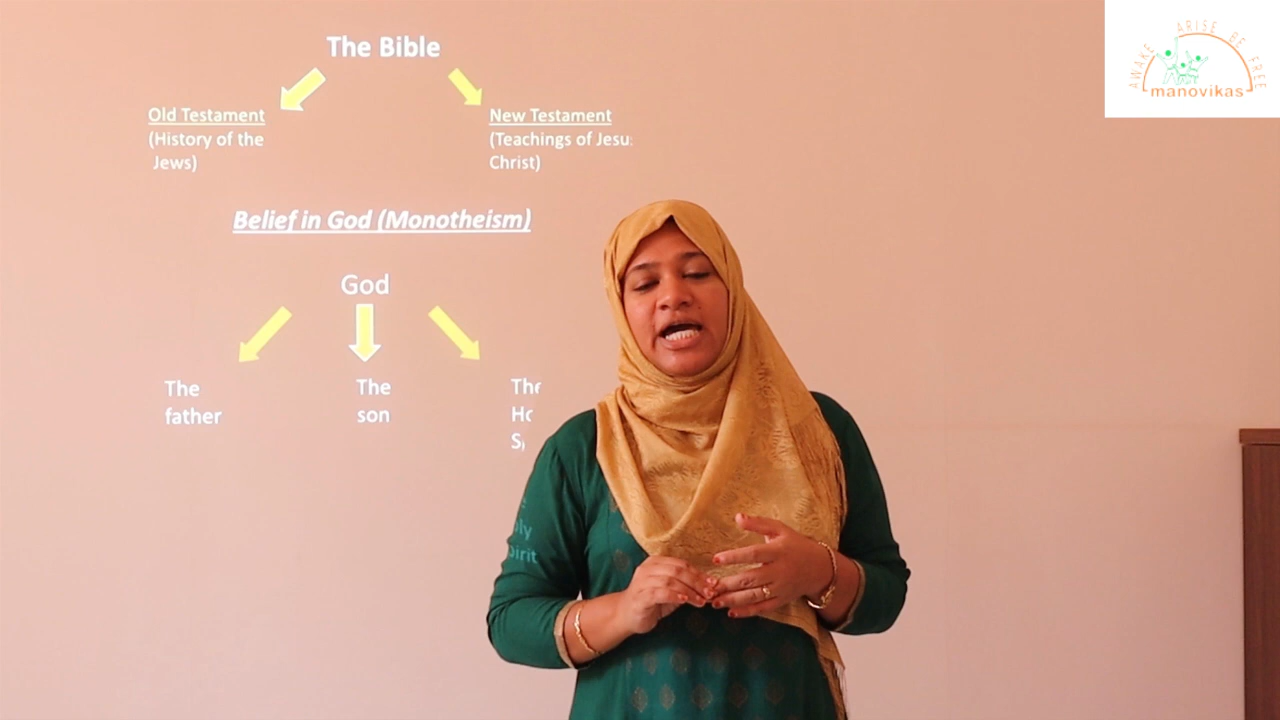 The Bible
Old Testament
(History of the
Jews)
New Testament
(Teachings of Jesu
Christ)
Belief in God (Monotheism)
God
The
father
The
son
The
AWAKE ARISE BE FREE
manovikas